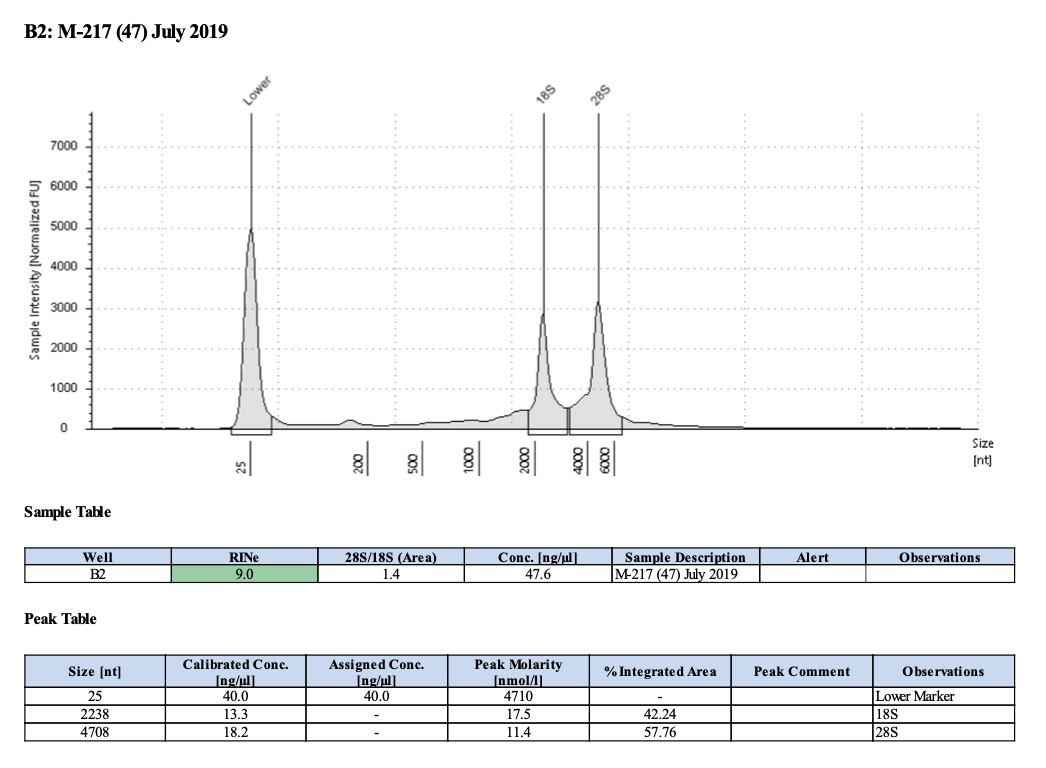 B2: M-217 (47) July 2019
Lower
18S
28S
Sample Intensity [Normalized FU]
7000
6000
5000
4000
3000
2000
1000
0
25
200
500
1000
2000
4000
6000
Size
[nt]
Sample Table
Well RINe 28S/18S (Area) Conc. [ng/µl] Sample Description Alert Observations
B2 9.0 1.4 47.6 M-217 (47) July 2019
Peak Table
Size [nt] Calibrated Conc. [ng/µl] Assigned Conc. [ng/µl] Peak Molarity [nmol/l] % Integrated Area Peak Comment Observations
25 40.0 40.0 4710 - Lower Marker
2238 13.3 - 17.5 42.24 18S
4708 18.2 - 11.4 57.76 28S